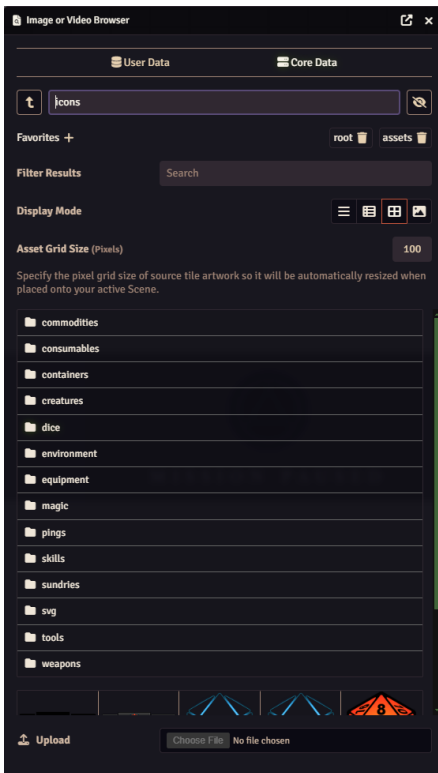 Image or Video Browser
User Data
Core Data
icons
Favorites +
root
assets
Filter Results
Search
Display Mode
Asset Grid Size (Pixels)
100
Specify the pixel grid size of source tile artwork so it will be automatically resized when
placed onto your active Scene.
commodities
consumables
containers
creatures
dice
environment
equipment
magic
pings
skills
sundries
svg
tools
weapons
8
Upload
Choose File No file chosen